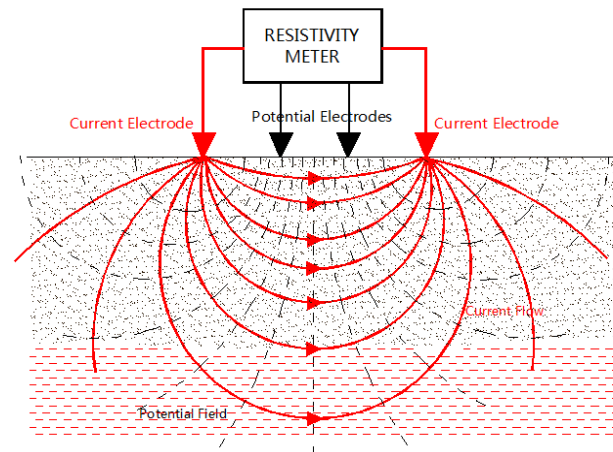 RESISTIVITY
METER
Potential Electrodes
Current Electrode
Current Electrode
Current Flow
Potential Field